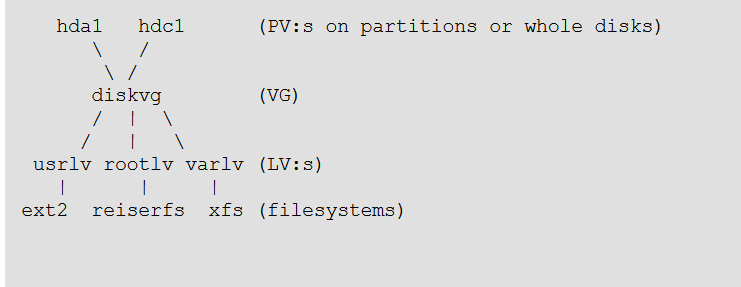 hda1   hdc1      (PV:s on partitions or whole disks)
   \   /
    \ /
   diskvg        (VG)
   /  |  \
  /   |   \
usrlv rootlv varlv (LV:s)
  |      |     |
ext2  reiserfs  xfs (filesystems)